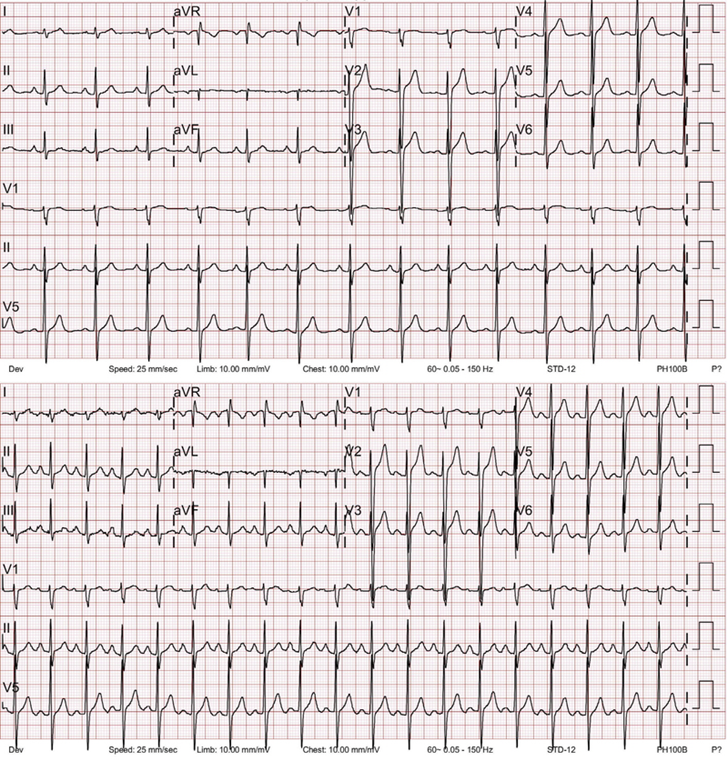 I aVR V1 V4
II aVL V2 V5
III aVF V3 V6
V1
II
V5
Dev Speed: 25 mm/sec Limb: 10.00 mm/mV Chest: 10.00 mm/mV 60~ 0.05 - 150 Hz STD-12 PH100B P?
I aVR V1 V4
II aVL V2 V5
III aVF V3 V6
V1
II
V5
Dev Speed: 25 mm/sec Limb: 10.00 mm/mV Chest: 10.00 mm/mV 60~ 0.05 - 150 Hz STD-12 PH100B P?